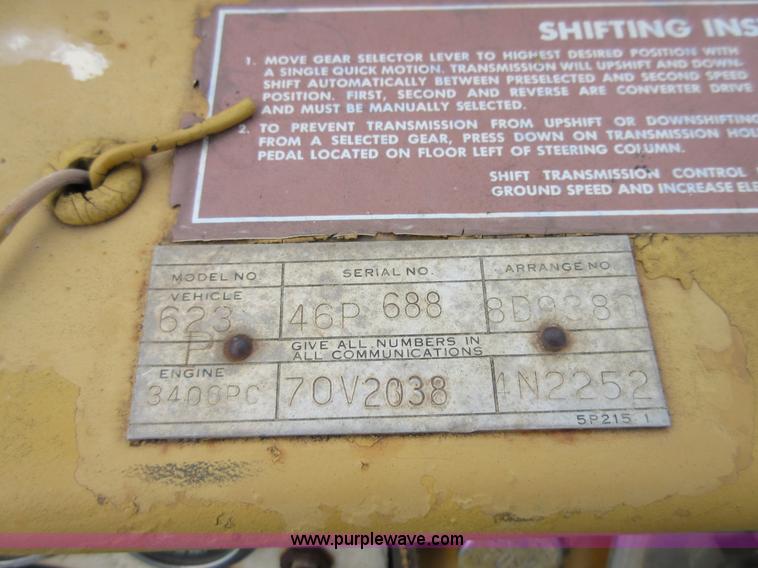 SHIFTING INS
1. MOVE GEAR SELECTOR LEVER TO HIGHEST DESIRED POSITION WITH
A SINGLE QUICK MOTION. TRANSMISSION WILL UPSHIFT AND DOWN-
SHIFT AUTOMATICALLY BETWEEN PRESELECTED AND SECOND SPEED
POSITION. FIRST, SECOND AND REVERSE ARE CONVERTER DRIVE
AND MUST BE MANUALLY SELECTED.
2. TO PREVENT TRANSMISSION FROM UPSHIFT OR DOWNSHIFTING
FROM A SELECTED GEAR, PRESS DOWN ON TRANSMISSION HOL
PEDAL LOCATED ON FLOOR LEFT OF STEERING COLUMN.
SHIFT TRANSMISSION CONTROL
GROUND SPEED AND INCREASE ELE
MODEL NO SERIAL NO. ARRANGE NO
VEHICLE
623 46P 688
P
GIVE ALL NUMBERS IN
ALL COMMUNICATIONS
ENGINE
3406PC 70V2038 4N2252
5P215 1
www.purplewave.com